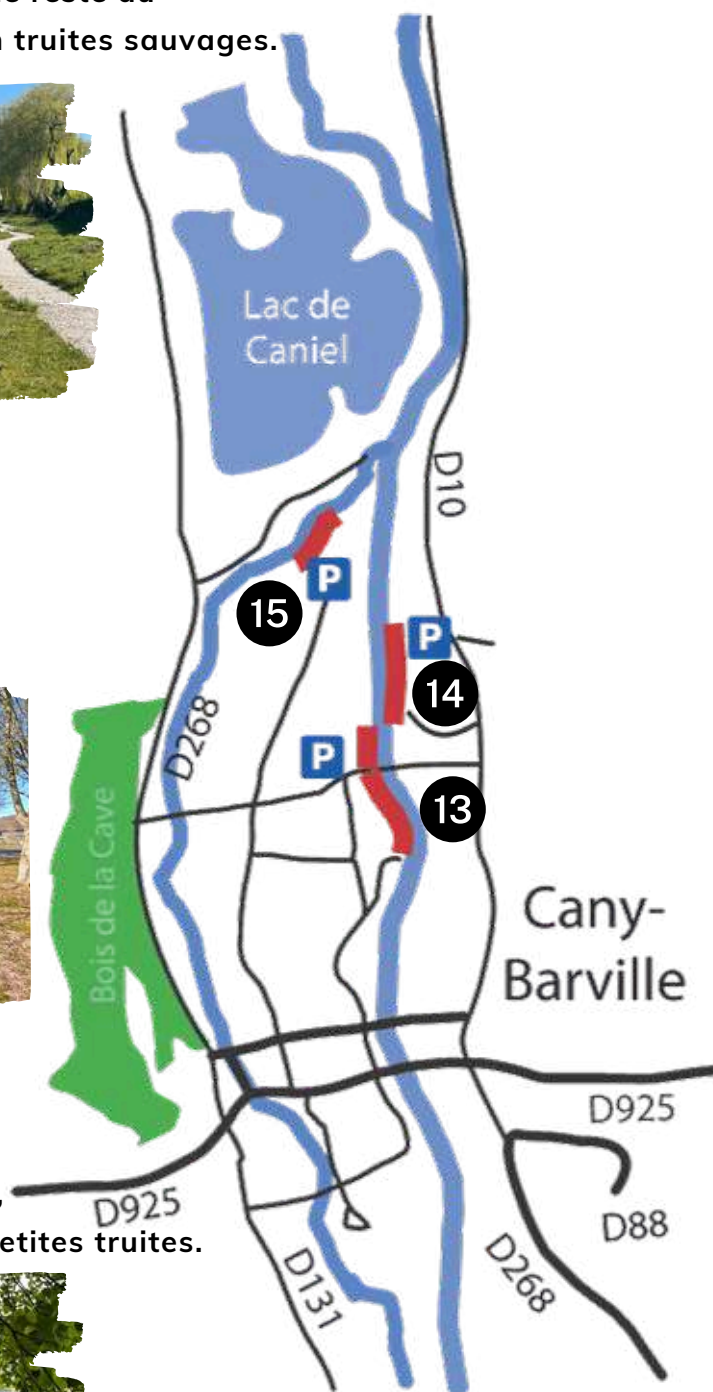 truites sauvages.
Lac de
Caniel
D10
P
15
P
14
D268
P
13
Bois de la Cave
Cany-
Barville
D925
D925
D88
truites.
D268
D131